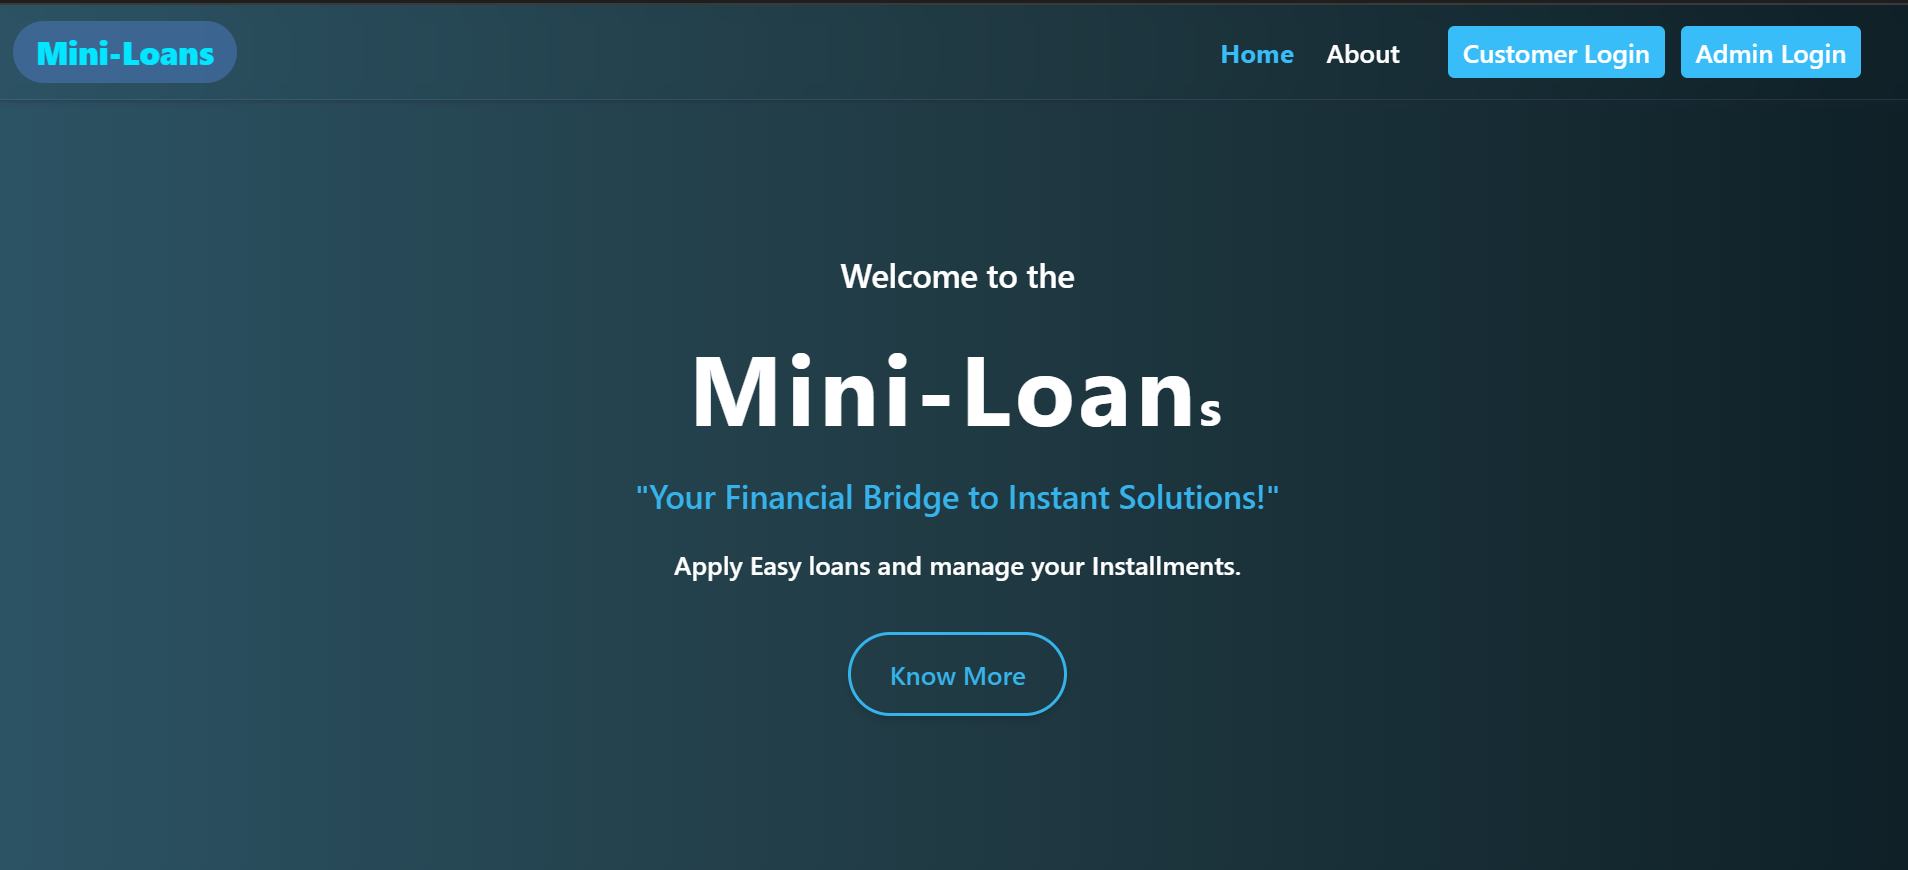 Mini-Loans
Home About Customer Login Admin Login
Welcome to the
Mini-Loans
"Your Financial Bridge to Instant Solutions!"
Apply Easy loans and manage your Installments.
Know More